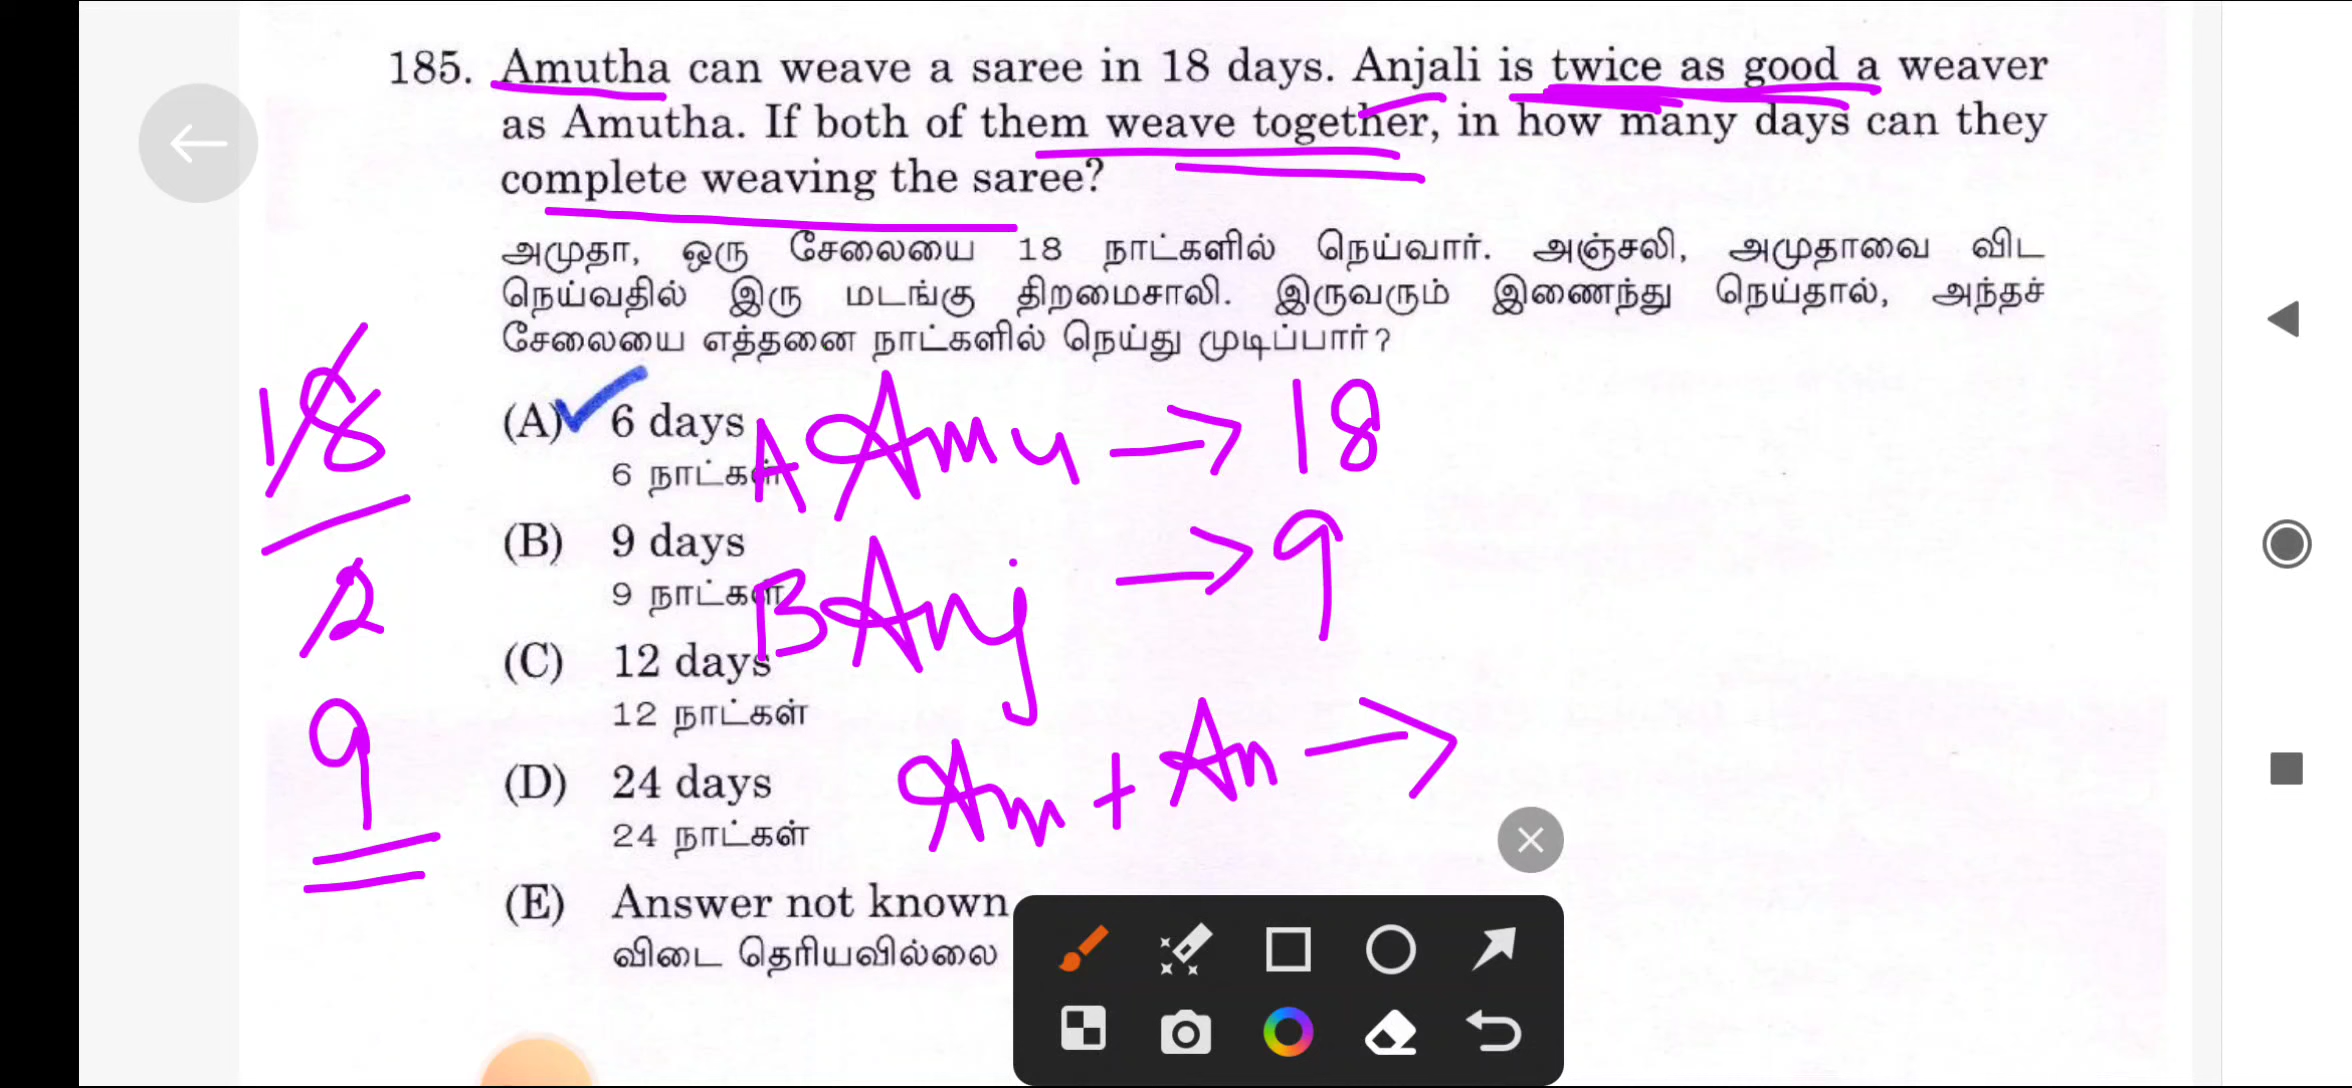 185. Amutha can weave a saree in 18 days. Anjali is twice as good a weaver
as Amutha. If both of them weave together, in how many days can they
complete weaving the saree?
அமுதா, ஒரு சேலையை 18 நாட்களில் நெய்வார். அஞ்சலி, அமுதாவை விட
நெய்வதில் இரு மடங்கு திறமைசாலி. இருவரும் இணைந்து நெய்தால், அந்தச்
சேலையை எத்தனை நாட்களில் நெய்து முடிப்பார்?
(A) 6 days
6 நாட்கள்
(B) 9 days
9 நாட்கள்
(C) 12 days
12 நாட்கள்
(D) 24 days
24 நாட்கள்
(E) Answer not known
விடை தெரியவில்லை
18
2
9
A Amu → 18
B Anj → 9
Am + An →